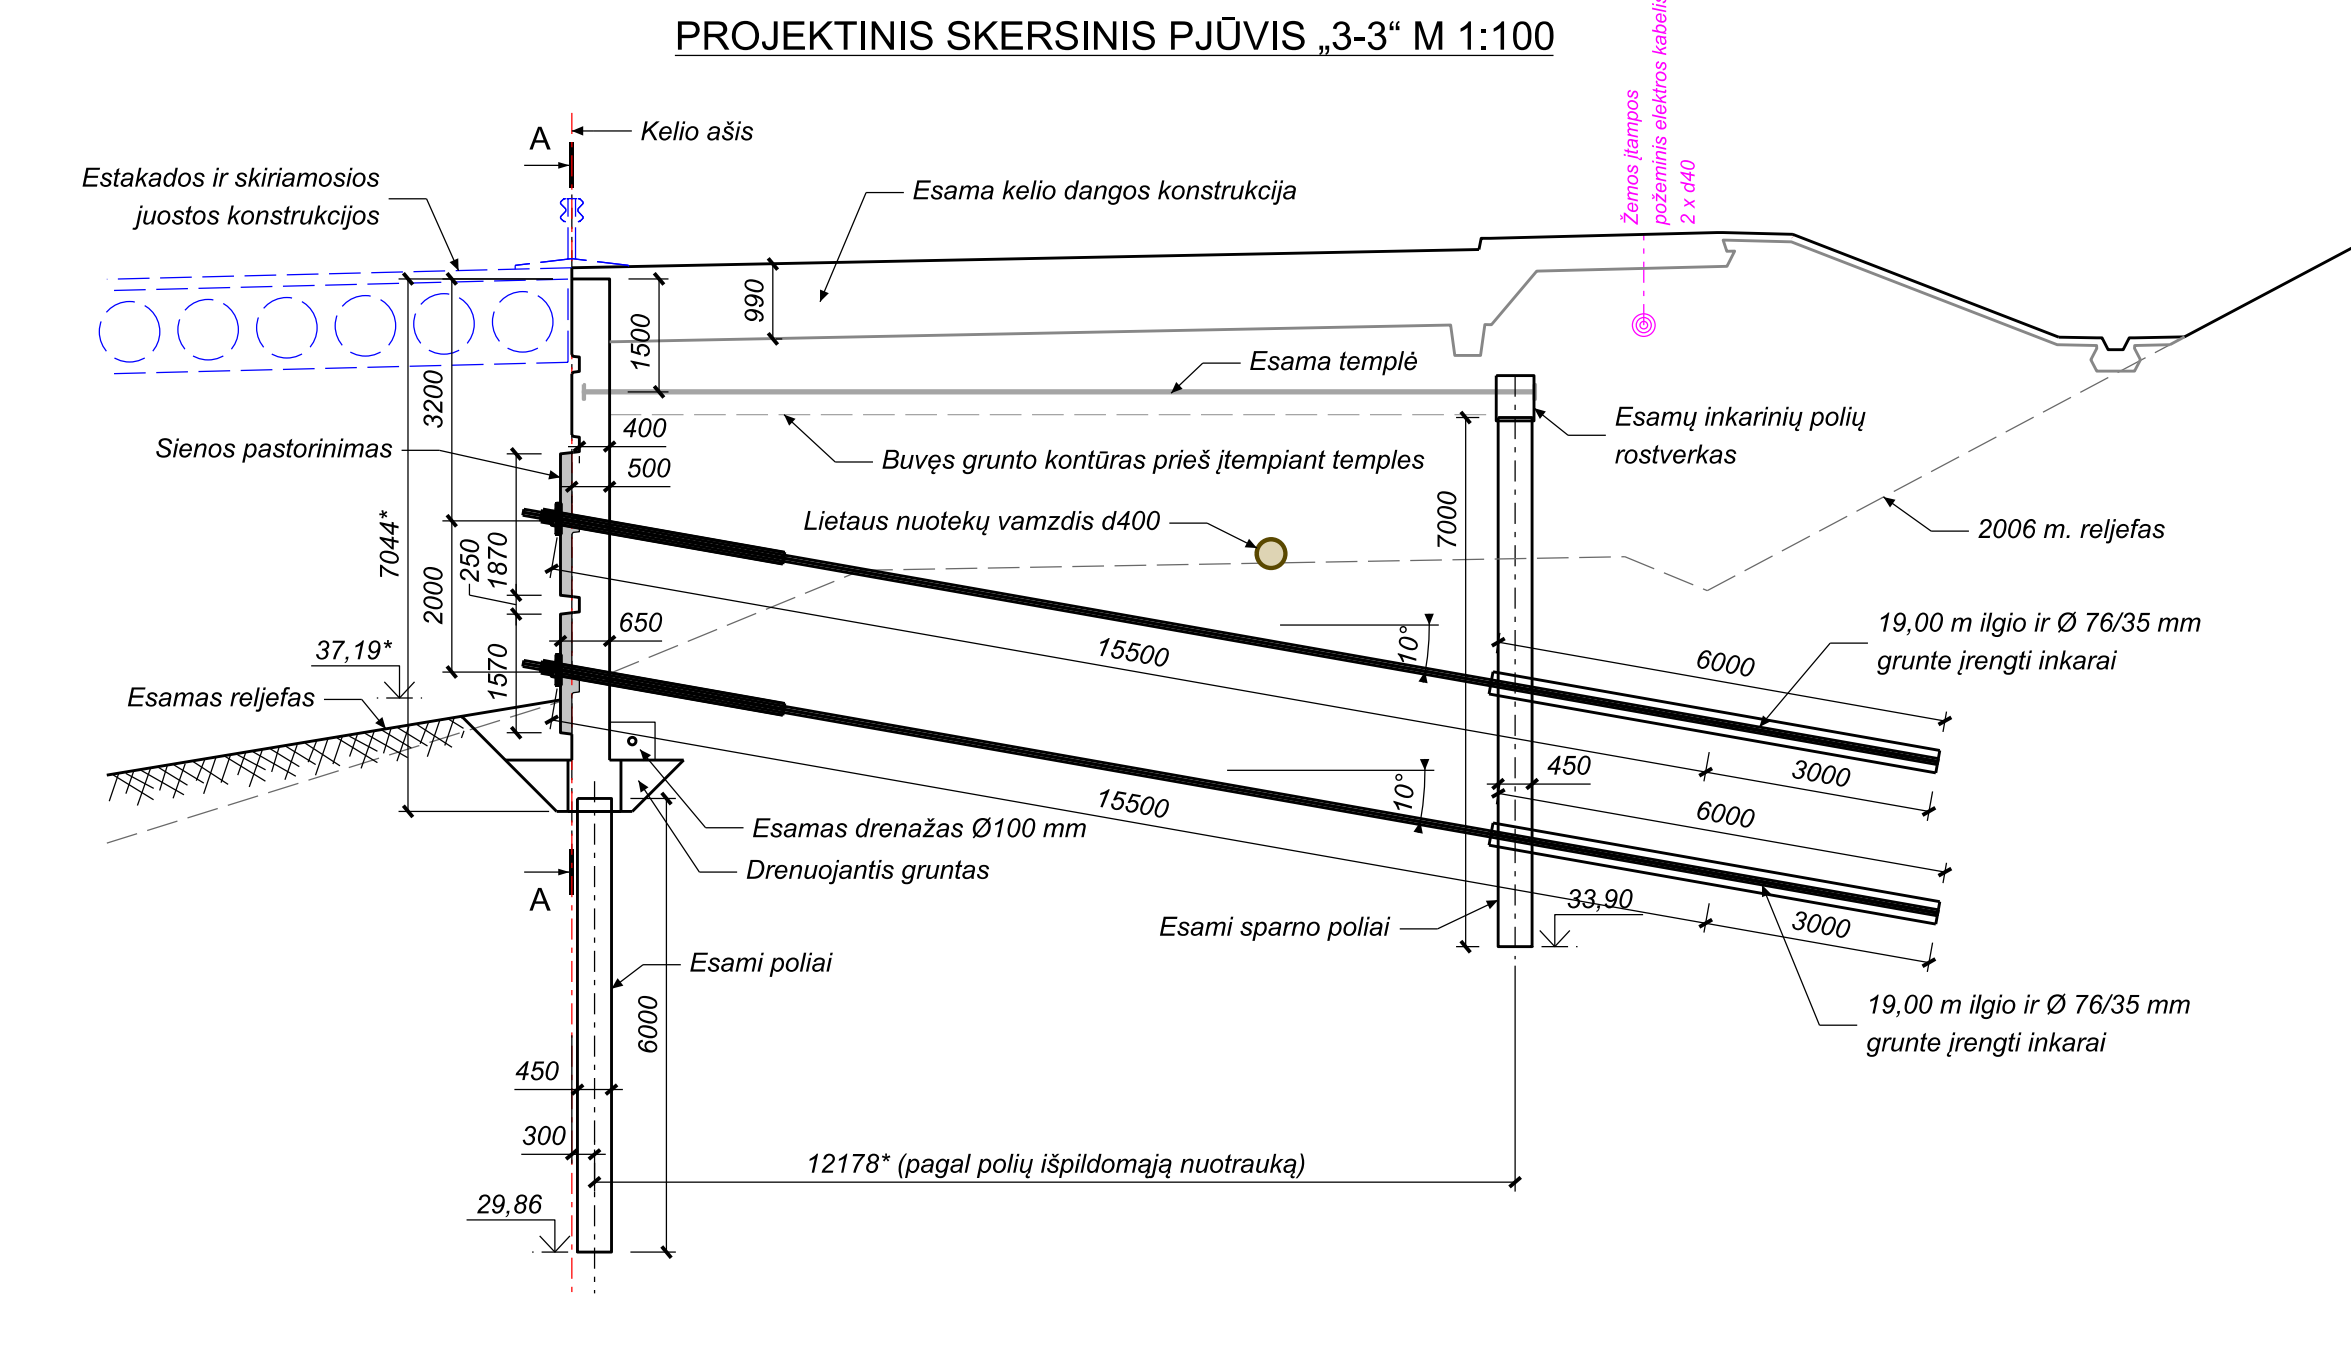 PROJEKTINIS SKERSINIS PJŪVIS „3-3“ M 1:100
Žemos įtampos
požeminis elektros kabelis
2 x d40
A
Kelio ašis
Estakados ir skiriamosios
juostos konstrukcijos
Esama kelio dangos konstrukcija
990
1500
3200
Esama templė
Esamų inkarinių polių
rostverkas
400
Sienos pastorinimas
500
Buvęs grunto kontūras prieš įtempiant temples
Lietaus nuotekų vamzdis d400
7000
2006 m. reljefas
7044*
250
1870
2000
650
10°
15500
37,19*
1570
6000
19,00 m ilgio ir Ø 76/35 mm
grunte įrengti inkarai
Esamas reljefas
450
3000
10°
15500
6000
Esamas drenažas Ø100 mm
Drenuojantis gruntas
A
33,90
Esami sparno poliai
3000
Esami poliai
6000
19,00 m ilgio ir Ø 76/35 mm
grunte įrengti inkarai
450
300
12178* (pagal polių išpildomąją nuotrauką)
29,86